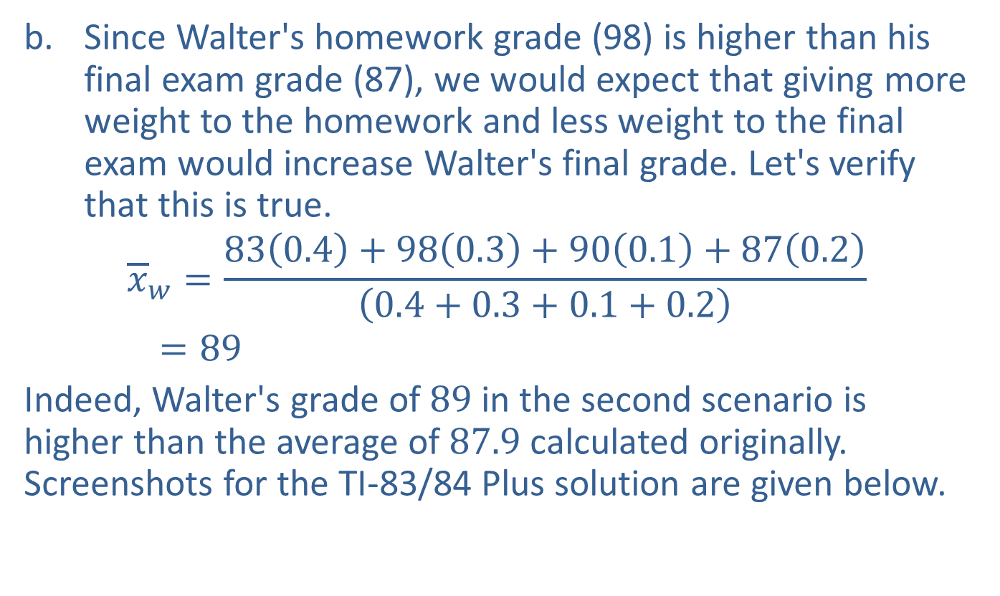 b. Since Walter's homework grade (98) is higher than his
final exam grade (87), we would expect that giving more
weight to the homework and less weight to the final
exam would increase Walter's final grade. Let's verify
that this is true.
83(0.4) + 98(0.3) + 90(0.1) + 87(0.2)
x̅w =
(0.4 + 0.3 + 0.1 + 0.2)
= 89
Indeed, Walter's grade of 89 in the second scenario is
higher than the average of 87.9 calculated originally.
Screenshots for the TI-83/84 Plus solution are given below.